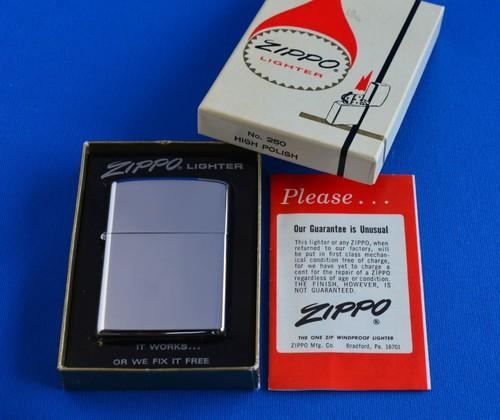 ZIPPO®
LIGHTER
No. 250
HIGH POLISH
ZIPPO® LIGHTER
IT WORKS...
OR WE FIX IT FREE
Please...
Our Guarantee is Unusual
This lighter or any ZIPPO, when
returned to our factory, will
be put in first class mechan-
ical condition free of charge,
for we have yet to charge a
cent for the repair of a ZIPPO
regardless of age or condition.
THE FINISH, HOWEVER, IS
NOT GUARANTEED.
ZIPPO®
THE ONE ZIP WINDPROOF LIGHTER
ZIPPO Mfg. Co. Bradford, Pa. 16701